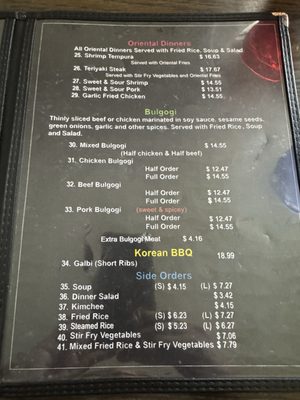 Oriental Dinners
All Oriental Dinners Served with Fried Rice, Soup & Salad
25. Shrimp Tempura $ 16.63
Served with Oriental Fries
26. Teriyaki Steak $ 17.67
Served with Stir Fry Vegetables and Oriental Fries
27. Sweet & Sour Shrimp $ 14.55
28. Sweet & Sour Pork $ 13.51
29. Garlic Fried Chicken $ 14.55
Bulgogi
Thinly sliced beef or chicken marinated in soy sauce, sesame seeds,
green onions, garlic and other spices. Served with Fried Rice, Soup
and Salad.
30. Mixed Bulgogi $ 14.55
(Half chicken & Half beef)
31. Chicken Bulgogi
Half Order $ 12.47
Full Order $ 14.55
32. Beef Bulgogi
Half Order $ 12.47
Full Order $ 14.55
33. Pork Bulgogi (sweet & spicey)
Half Order $ 12.47
Full Order $ 14.55
Extra Bulgogi Meat $ 4.16
Korean BBQ
34. Galbi (Short Ribs) 18.99
Side Orders
35. Soup (S) $ 4.15 (L) $ 7.27
36. Dinner Salad $ 3.42
37. Kimchee $ 4.15
38. Fried Rice (S) $ 6.23 (L) $ 7.27
39. Steamed Rice (S) $ 5.23 (L) $ 6.27
40. Stir Fry Vegetables $ 7.06
41. Mixed Fried Rice & Stir Fry Vegetables $ 7.79